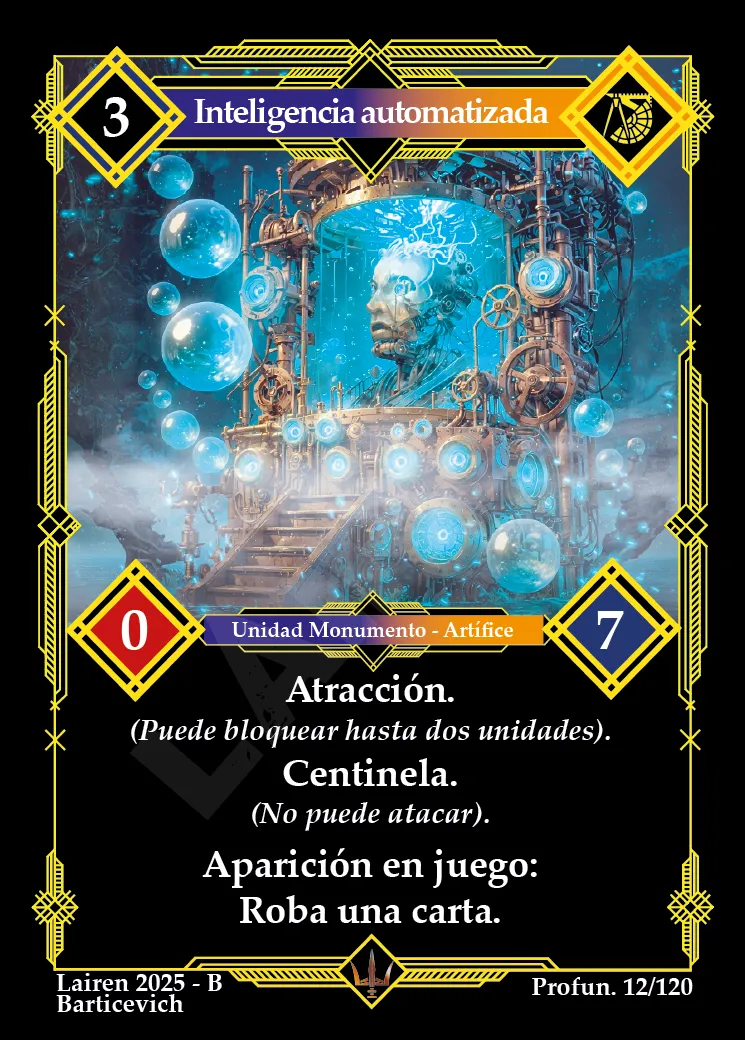 3
Inteligencia automatizada
0
Unidad Monumento - Artífice
7
Atracción.
(Puede bloquear hasta dos unidades).
Centinela.
(No puede atacar).
Aparición en juego:
Roba una carta.
Lairen 2025 - B
Barticevich
Profun. 12/120